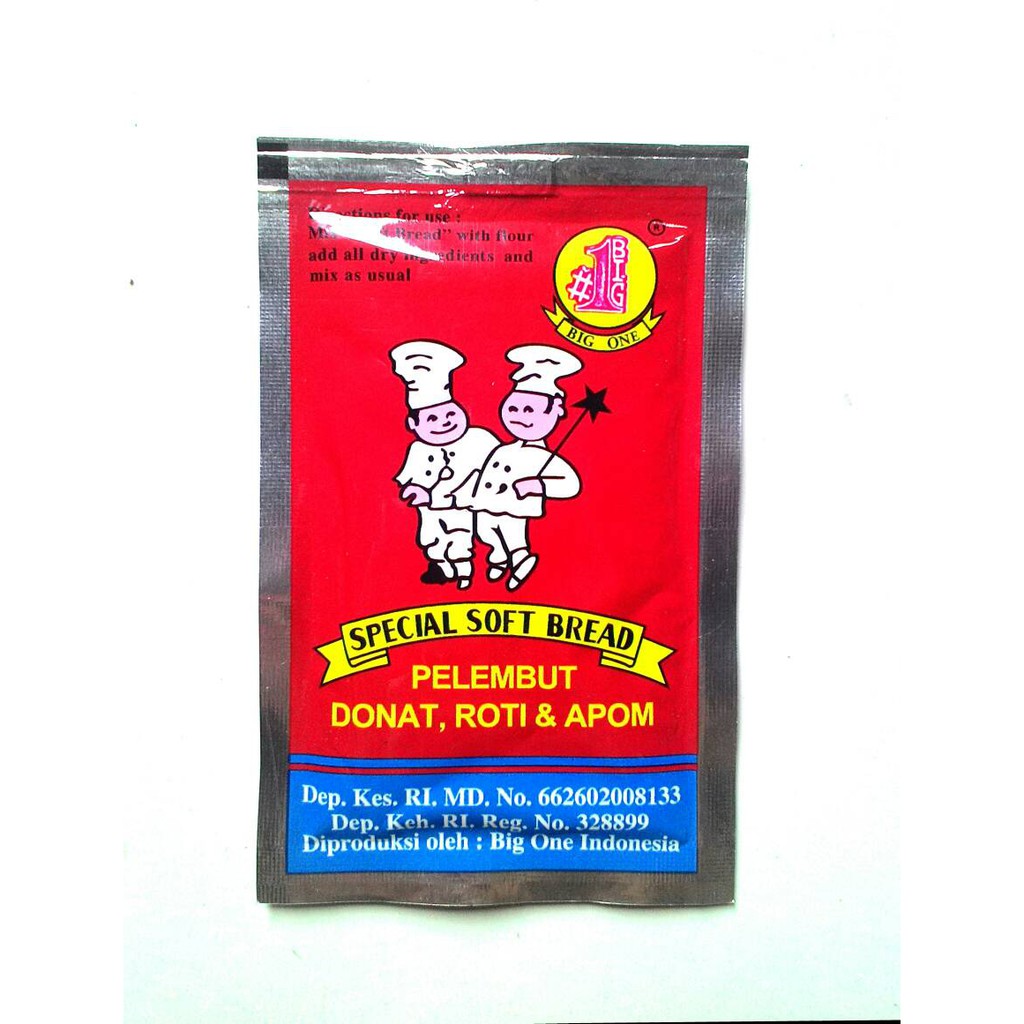 Directions for use :
Mix Bread" with flour
add all dry ingredients and
mix as usual
®
#1 BIG
BIG ONE
SPECIAL SOFT BREAD
PELEMBUT
DONAT, ROTI & APOM
Dep. Kes. RI. MD. No. 662602008133
Dep. Keh. RI. Reg. No. 328899
Diproduksi oleh : Big One Indonesia